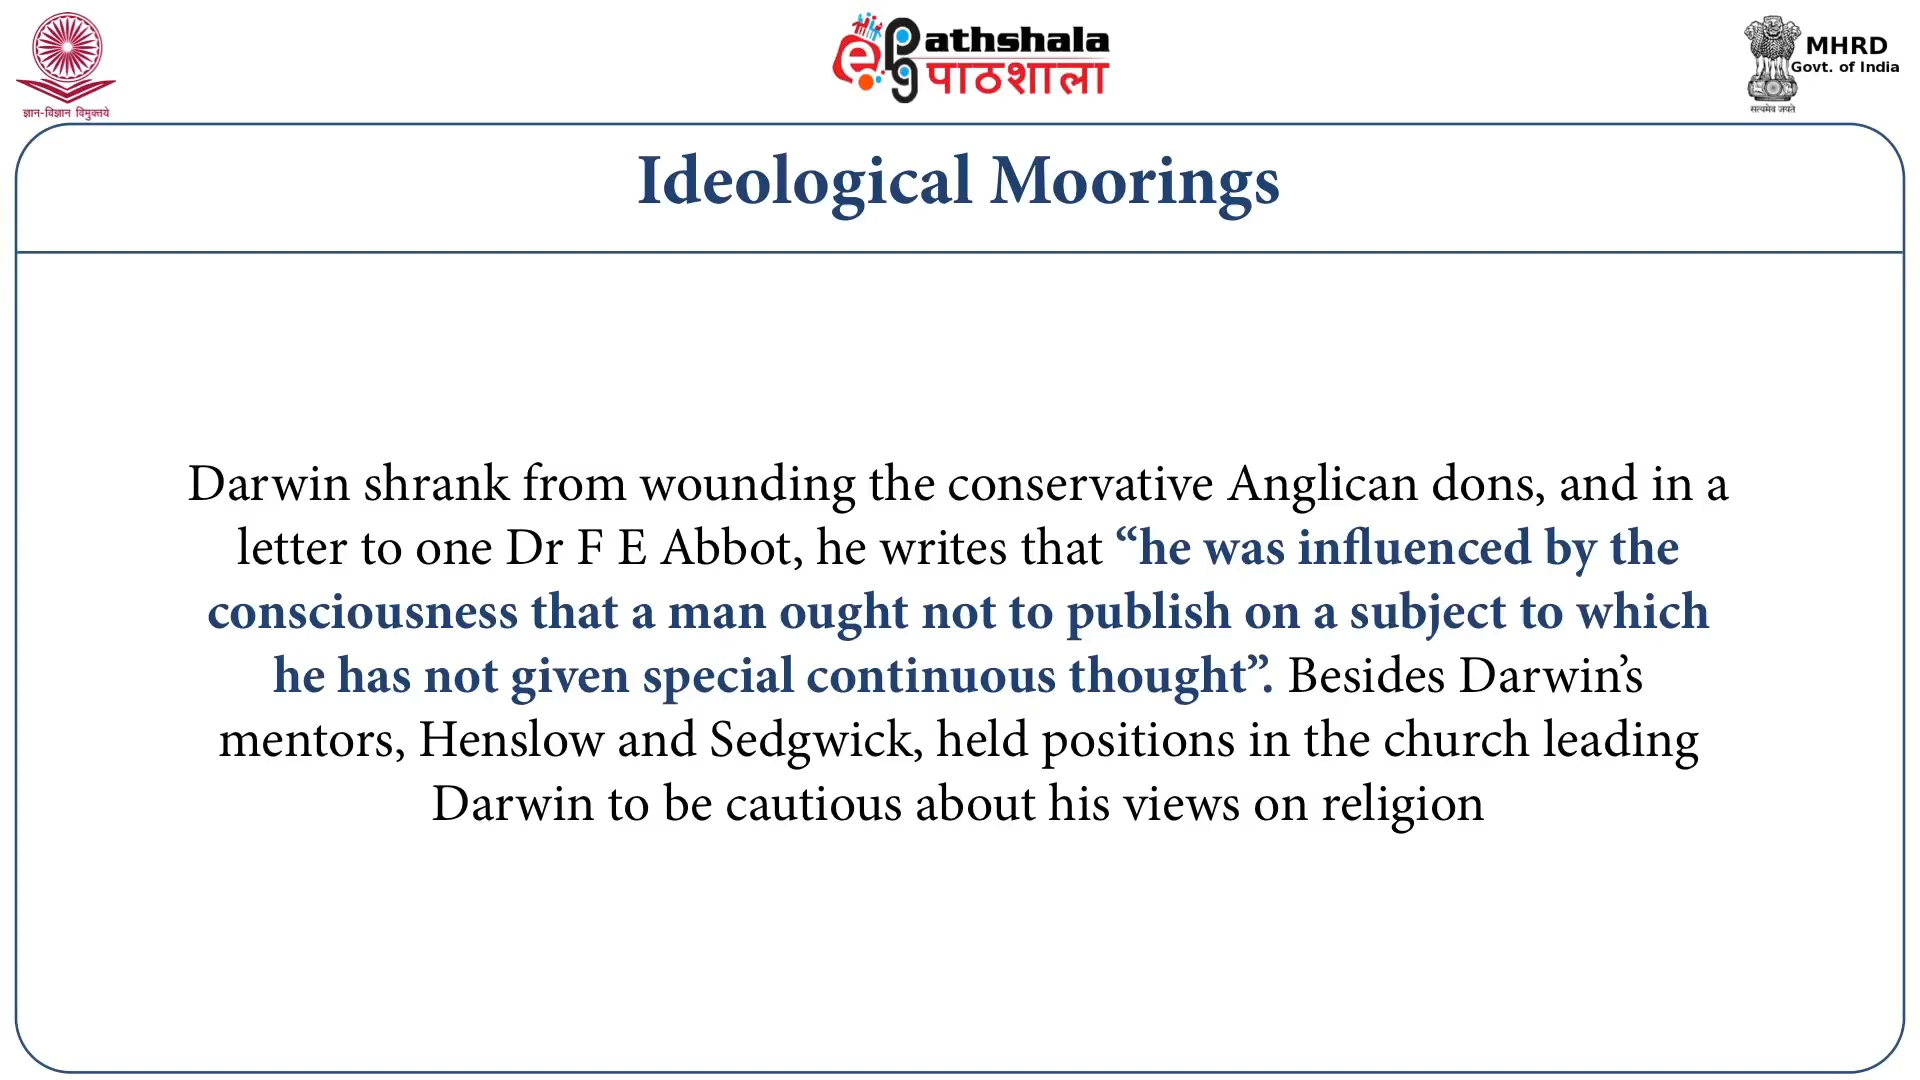 ज्ञान-विज्ञान विमुक्तये
e PG Pathshala
पाठशाला
MHRD
Govt. of India
सत्यमेव जयते
Ideological Moorings
Darwin shrank from wounding the conservative Anglican dons, and in a
letter to one Dr F E Abbot, he writes that “he was influenced by the
consciousness that a man ought not to publish on a subject to which
he has not given special continuous thought”. Besides Darwin’s
mentors, Henslow and Sedgwick, held positions in the church leading
Darwin to be cautious about his views on religion